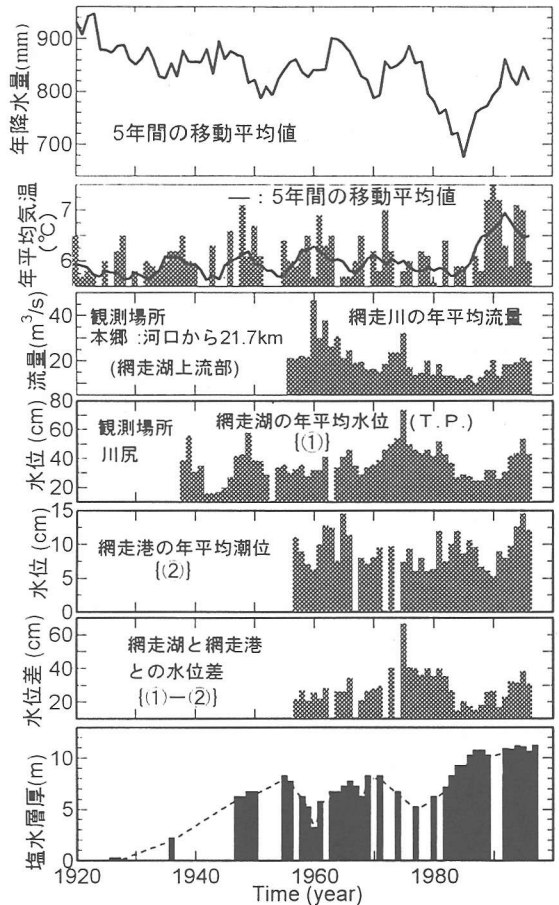 年降水量(mm)
900
800
700
5年間の移動平均値
年平均気温
(℃)
7
6
― : 5年間の移動平均値
流量(m³/s)
40
20
観測場所
本郷 : 河口から21.7km
(網走湖上流部)
網走川の年平均流量
水位 (cm)
80
60
40
20
観測場所
川尻
網走湖の年平均水位 (T.P.)
{(1)}
水位 (cm)
15
10
5
0
網走港の年平均潮位
{(2)}
水位差 (cm)
60
40
20
網走湖と網走港
との水位差
{(1)―(2)}
塩水層厚(m)
10
5
0
1920
1940
1960
1980
Time (year)